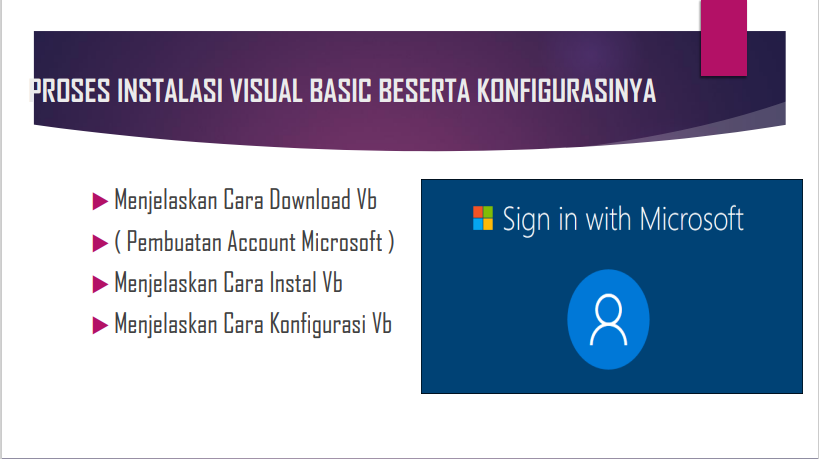 PROSES INSTALASI VISUAL BASIC BESERTA KONFIGURASINYA
Menjelaskan Cara Download Vb
( Pembuatan Account Microsoft )
Menjelaskan Cara Instal Vb
Menjelaskan Cara Konfigurasi Vb
Sign in with Microsoft